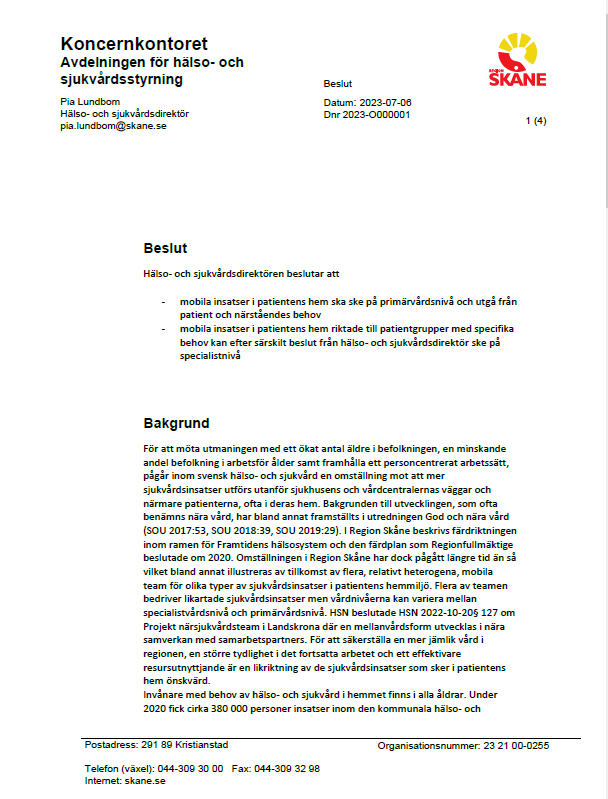 Koncernkontoret
Avdelningen för hälso- och
sjukvårdsstyrning
Pia Lundbom
Hälso- och sjukvårdsdirektör
pia.lundbom@skane.se
Beslut
Datum: 2023-07-06
Dnr 2023-O000001
REGION
SKÅNE
1 (4)
Beslut
Hälso- och sjukvårdsdirektören beslutar att
- mobila insatser i patientens hem ska ske på primärvårdsnivå och utgå från
patient och närståendes behov
- mobila insatser i patientens hem riktade till patientgrupper med specifika
behov kan efter särskilt beslut från hälso- och sjukvårdsdirektör ske på
specialistnivå
Bakgrund
För att möta utmaningen med ett ökat antal äldre i befolkningen, en minskande
andel befolkning i arbetsför ålder samt framhålla ett personcentrerat arbetssätt,
pågår inom svensk hälso- och sjukvård en omställning mot att mer
sjukvårdsinsatser utförs utanför sjukhusens och vårdcentralernas väggar och
närmare patienterna, ofta i deras hem. Bakgrunden till utvecklingen, som ofta
benämns nära vård, har bland annat framställts i utredningen God och nära vård
(SOU 2017:53, SOU 2018:39, SOU 2019:29). I Region Skåne beskrivs färdriktningen
inom ramen för Framtidens hälsosystem och den färdplan som Regionfullmäktige
beslutade om 2020. Omställningen i Region Skåne har dock pågått längre tid än så
vilket bland annat illustreras av tillkomst av flera, relativt heterogena, mobila
team för olika typer av sjukvårdsinsatser i patientens hemmiljö. Flera av teamen
bedriver likartade sjukvårdsinsatser men vårdnivåerna kan variera mellan
specialistvårdsnivå och primärvårdsnivå. HSN beslutade HSN 2022-10-20§ 127 om
Projekt närsjukvårdsteam i Landskrona där en mellanvårdsform utvecklas i nära
samverkan med samarbetspartners. För att säkerställa en mer jämlik vård i
regionen, en större tydlighet i det fortsatta arbetet och ett effektivare
resursutnyttjande är en likriktning av de sjukvårdsinsatser som sker i patientens
hem önskvärd.
Invånare med behov av hälso- och sjukvård i hemmet finns i alla åldrar. Under
2020 fick cirka 380 000 personer insatser inom den kommunala hälso- och
Postadress: 291 89 Kristianstad
Organisationsnummer: 23 21 00-0255
Telefon (växel): 044-309 30 00 Fax: 044-309 32 98
Internet: skane.se